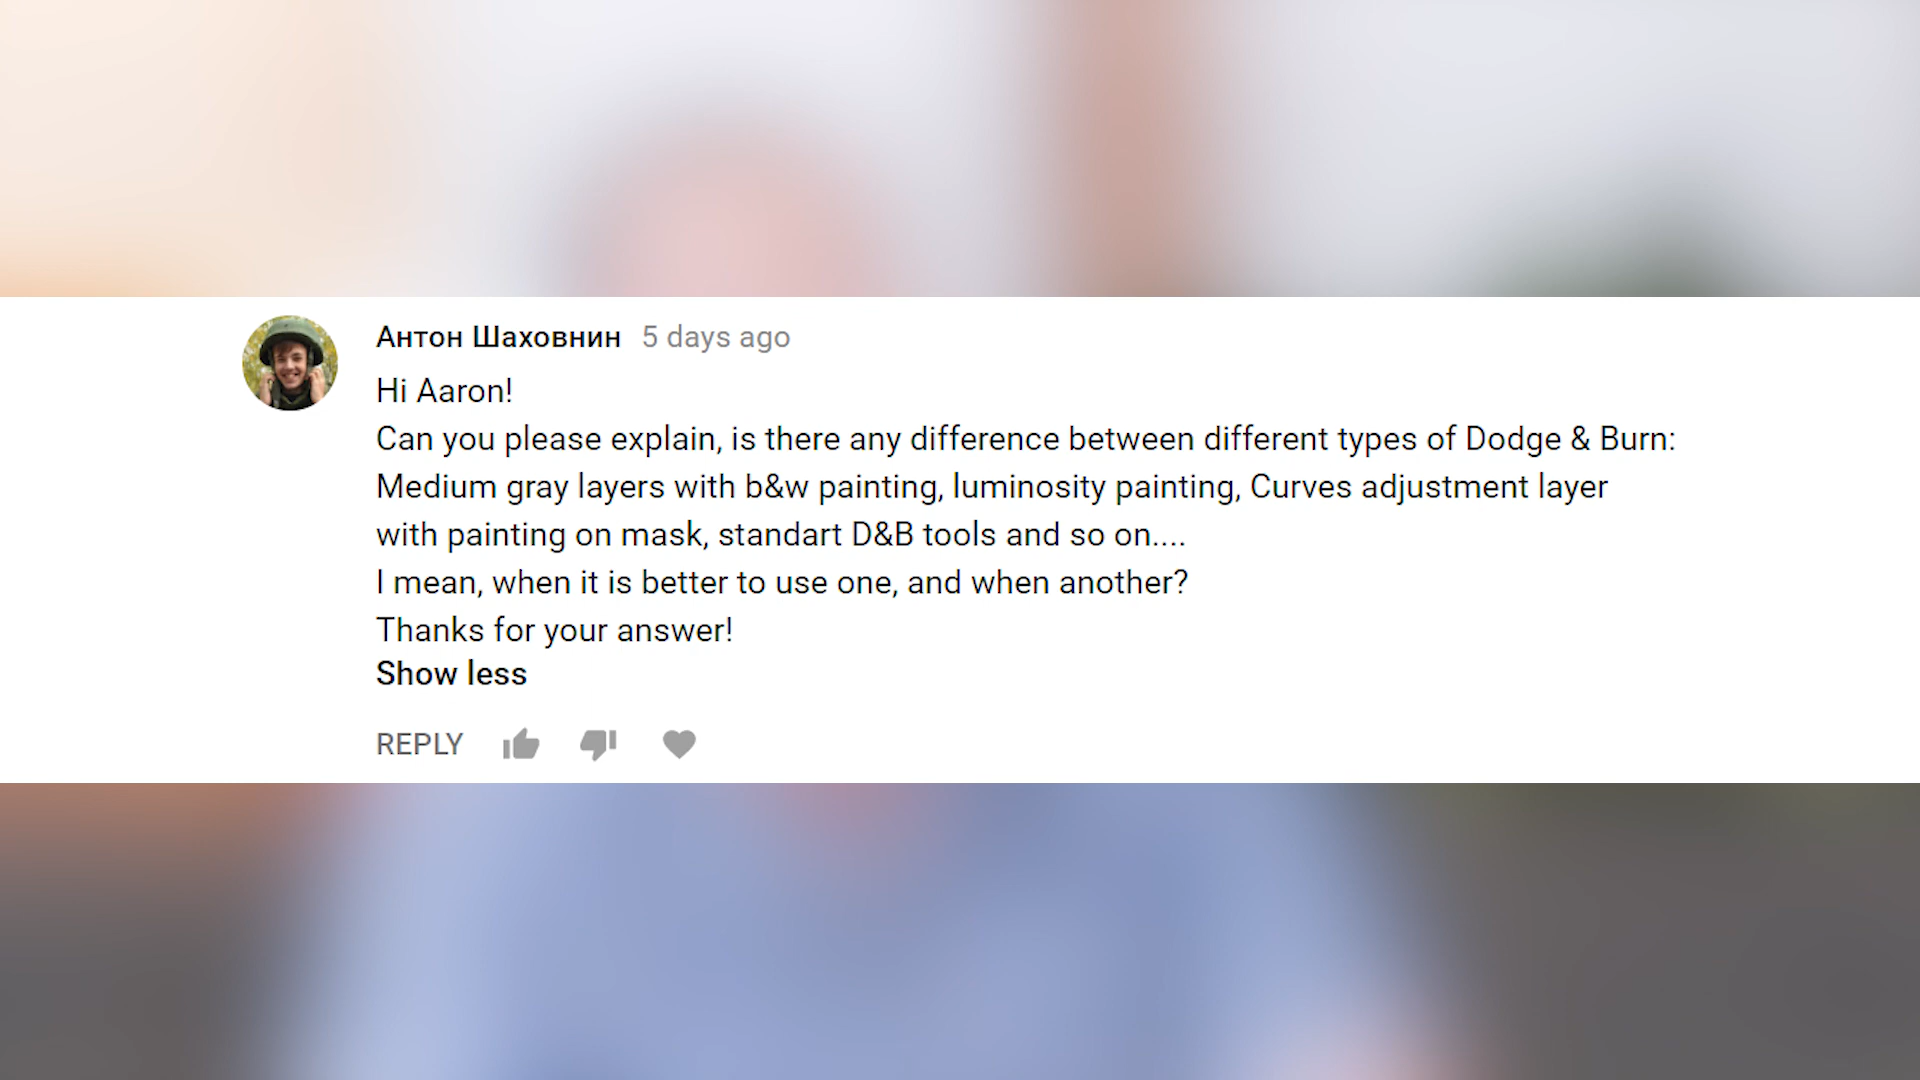 Антон Шаховнин 5 days ago
Hi Aaron!
Can you please explain, is there any difference between different types of Dodge & Burn:
Medium gray layers with b&w painting, luminosity painting, Curves adjustment layer
with painting on mask, standart D&B tools and so on....
I mean, when it is better to use one, and when another?
Thanks for your answer!
Show less
REPLY